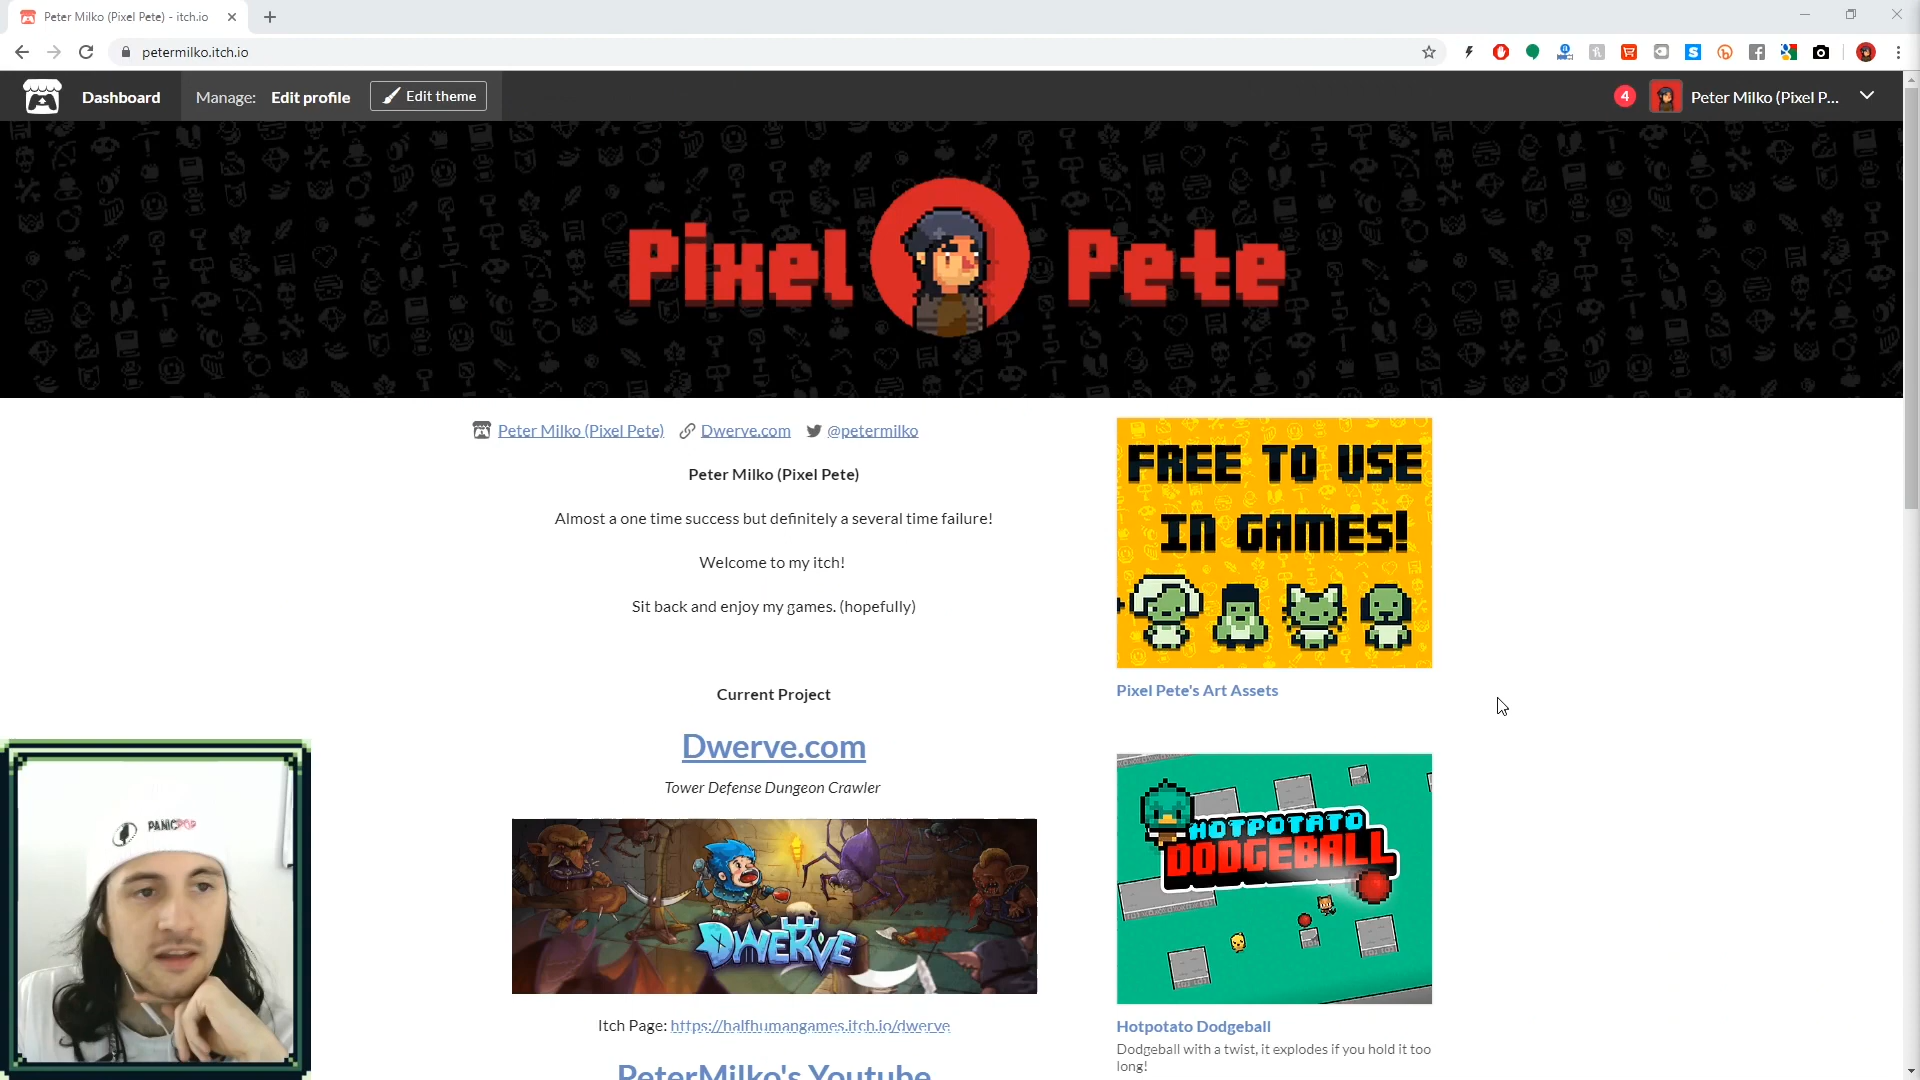 Peter Milko (Pixel Pete) - itch.io
petermilko.itch.io
Dashboard
Manage:
Edit profile
Edit theme
4
Peter Milko (Pixel P...
Pixel Pete
Peter Milko (Pixel Pete)
Dwerve.com
@petermilko
Peter Milko (Pixel Pete)
Almost a one time success but definitely a several time failure!
Welcome to my itch!
Sit back and enjoy my games. (hopefully)
Current Project
Dwerve.com
Tower Defense Dungeon Crawler
DWERVE
Itch Page: https://halfhumangames.itch.io/dwerve
PeterMilko's Youtube
FREE TO USE
IN GAMES!
Pixel Pete's Art Assets
HOTPOTATO
DODGEBALL
Hotpotato Dodgeball
Dodgeball with a twist, it explodes if you hold it too
long!
PANICPOP